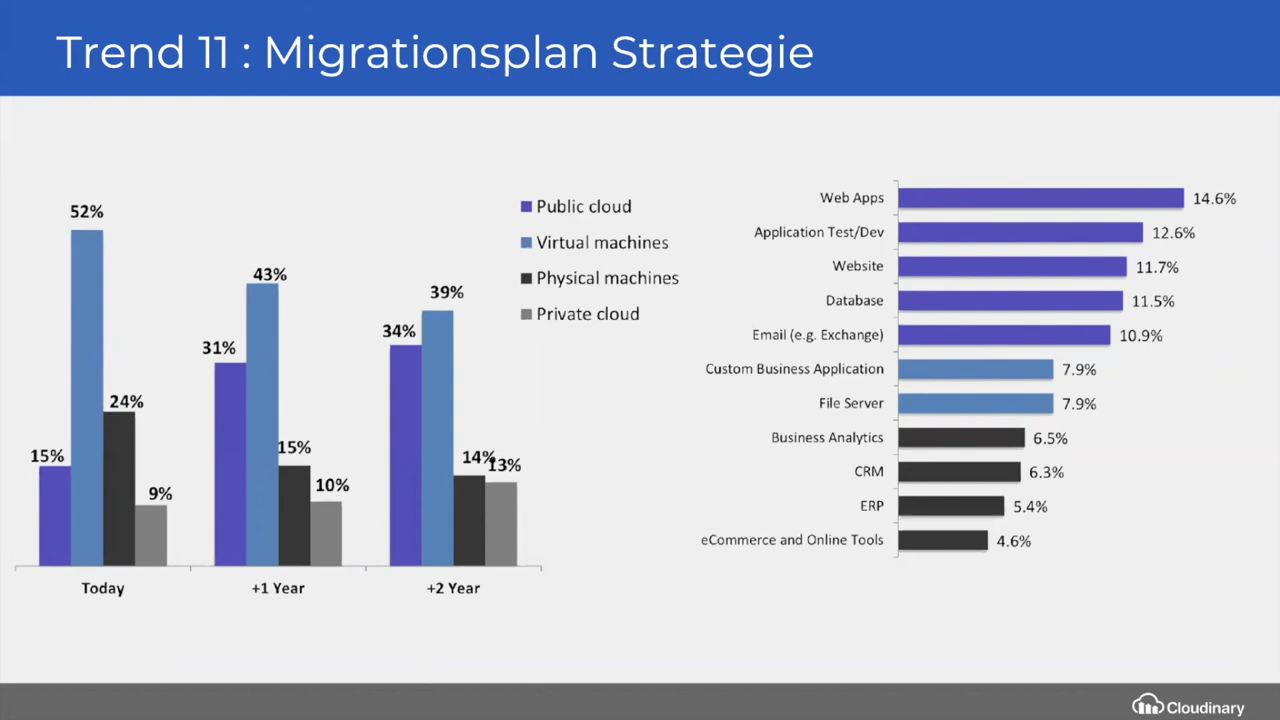 Trend 11 : Migrationsplan Strategie
52%
43%
39%
34%
31%
24%
15%
15%
14%
13%
10%
9%
Today
+1 Year
+2 Year
Public cloud
Virtual machines
Physical machines
Private cloud
Web Apps 14.6%
Application Test/Dev 12.6%
Website 11.7%
Database 11.5%
Email (e.g. Exchange) 10.9%
Custom Business Application 7.9%
File Server 7.9%
Business Analytics 6.5%
CRM 6.3%
ERP 5.4%
eCommerce and Online Tools 4.6%
Cloudinary